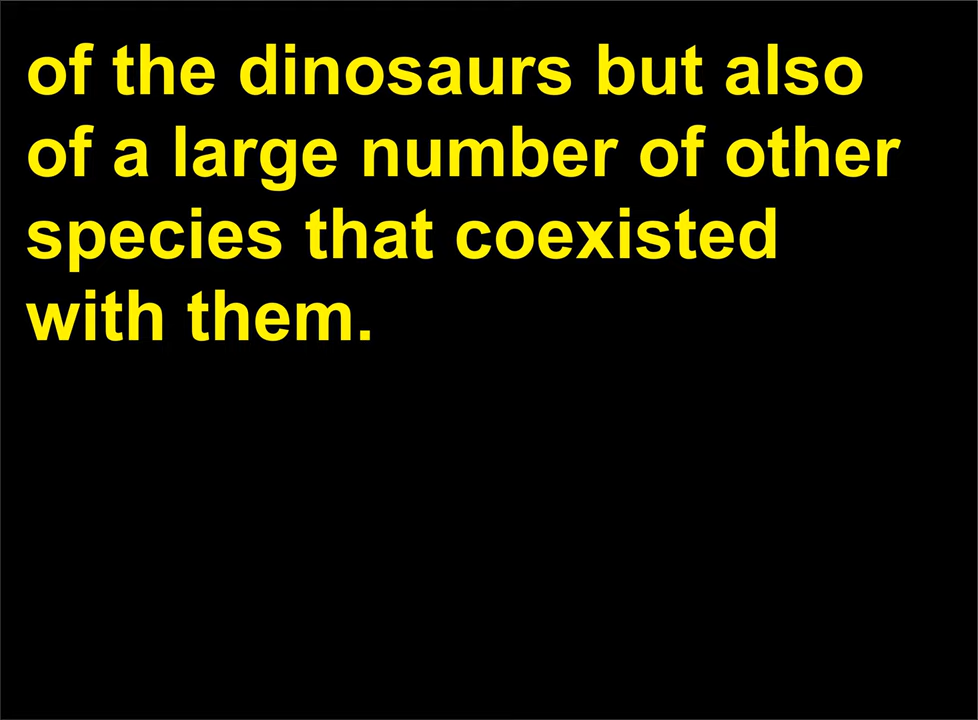 of the dinosaurs but also
of a large number of other
species that coexisted
with them.